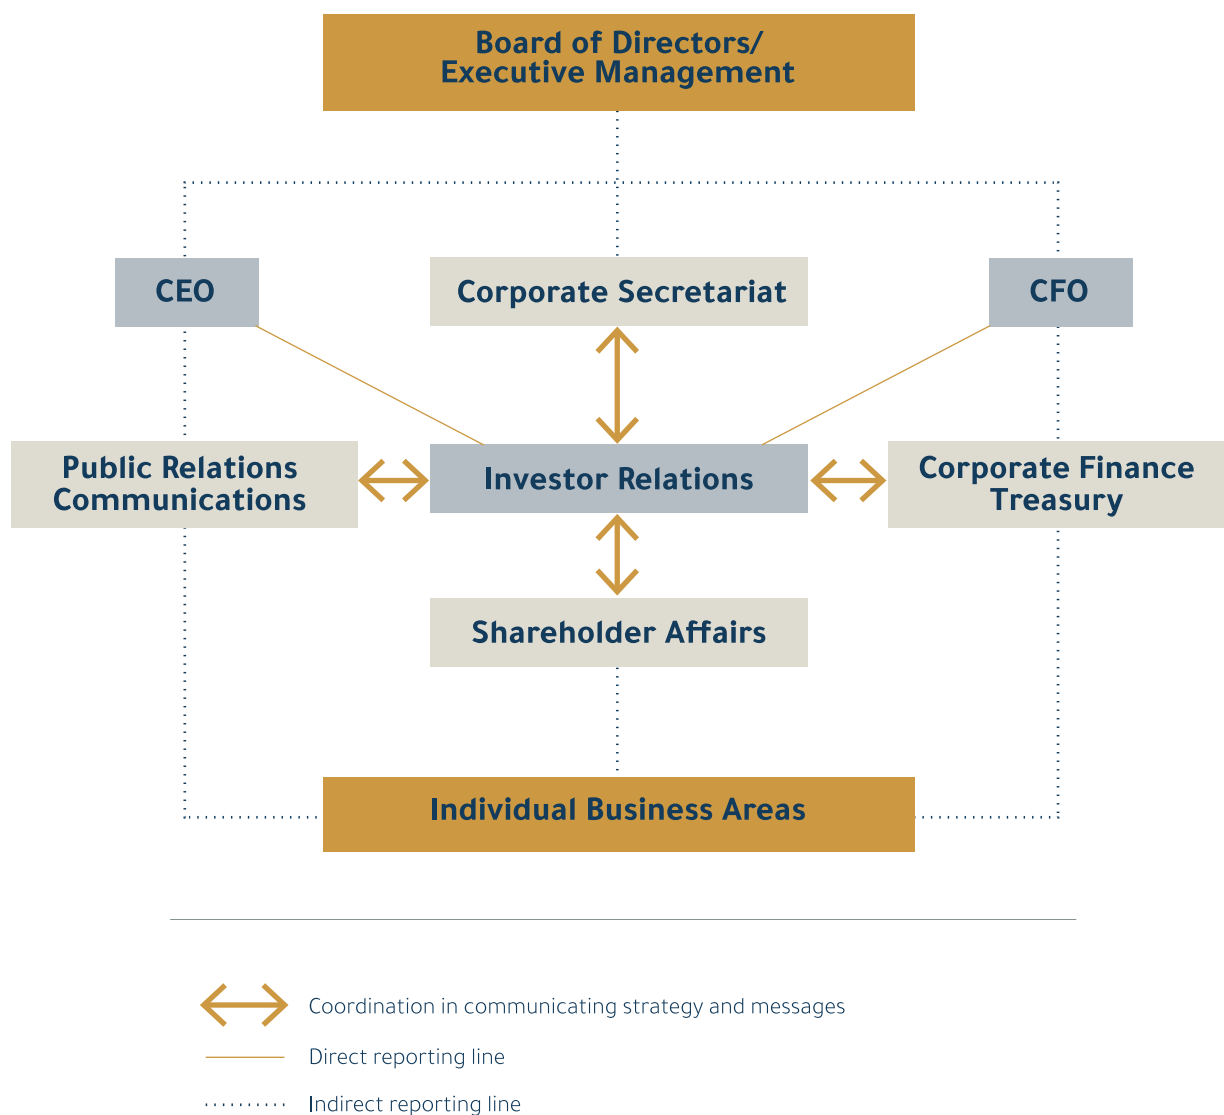 Board of Directors/
Executive Management
CEO
Corporate Secretariat
CFO
Public Relations
Communications
Investor Relations
Corporate Finance
Treasury
Shareholder Affairs
Individual Business Areas
Coordination in communicating strategy and messages
Direct reporting line
Indirect reporting line